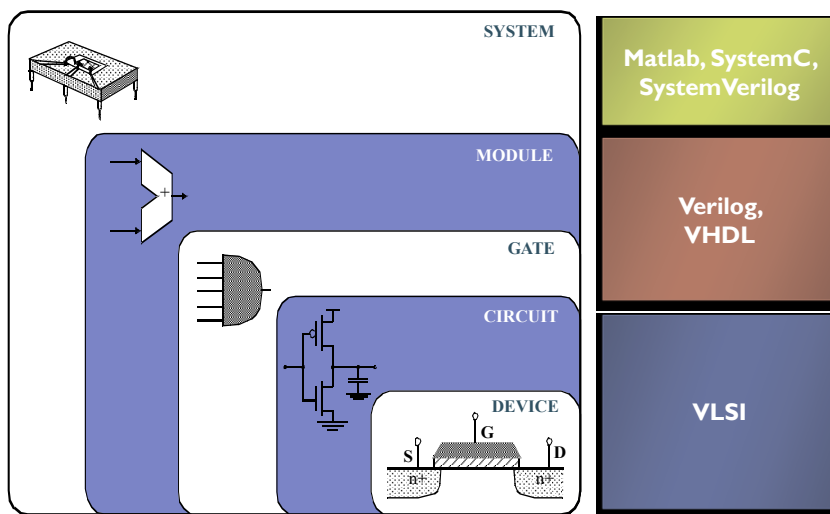 SYSTEM
MODULE
+
GATE
CIRCUIT
DEVICE
G
S
D
n+
n+
Matlab, SystemC,
SystemVerilog
Verilog,
VHDL
VLSI